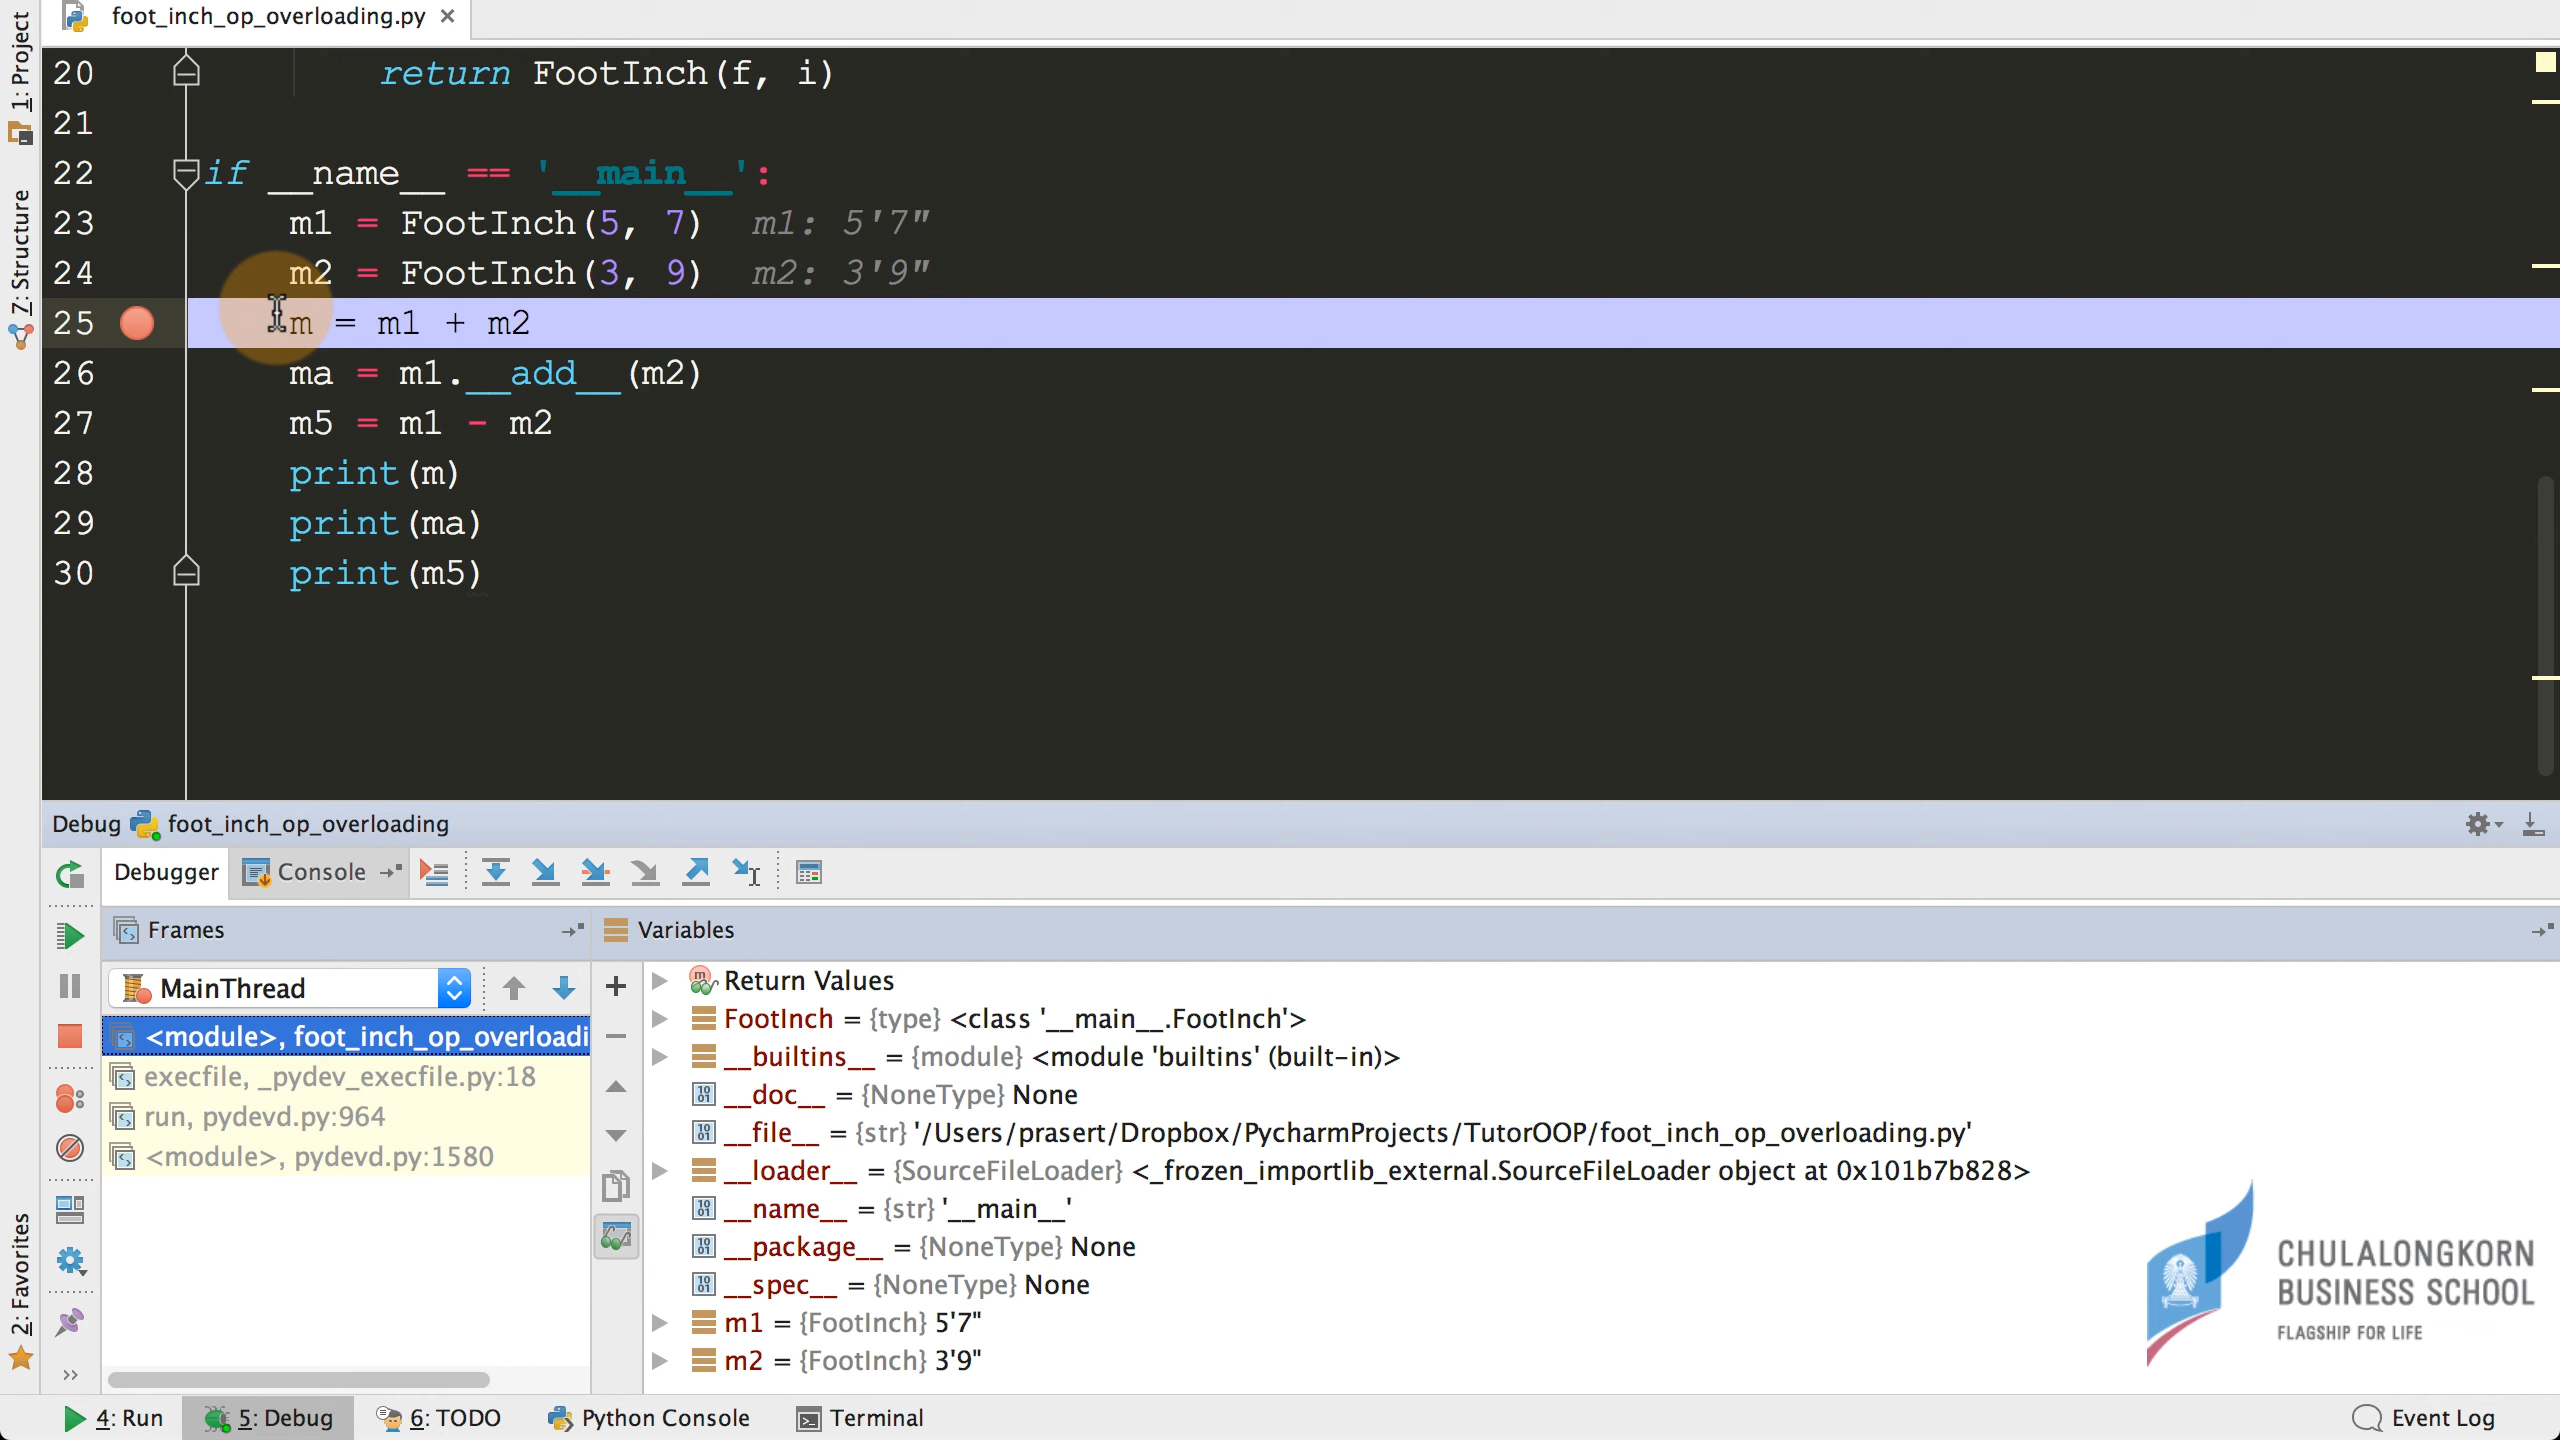 1: Project
7: Structure
2: Favorites
foot_inch_op_overloading.py ×
20 return FootInch(f, i)
21
22 if __name__ == '__main__':
23 m1 = FootInch(5, 7) m1: 5'7"
24 m2 = FootInch(3, 9) m2: 3'9"
25 m = m1 + m2
26 ma = m1.__add__(m2)
27 m5 = m1 - m2
28 print(m)
29 print(ma)
30 print(m5)
Debug foot_inch_op_overloading
Debugger Console
Frames
Variables
MainThread
<module>, foot_inch_op_overloadi
execfile, _pydev_execfile.py:18
run, pydevd.py:964
<module>, pydevd.py:1580
Return Values
FootInch = {type} <class '__main__.FootInch'>
__builtins__ = {module} <module 'builtins' (built-in)>
__doc__ = {NoneType} None
__file__ = {str} '/Users/prasert/Dropbox/PycharmProjects/TutorOOP/foot_inch_op_overloading.py'
__loader__ = {SourceFileLoader} <_frozen_importlib_external.SourceFileLoader object at 0x101b7b828>
__name__ = {str} '__main__'
__package__ = {NoneType} None
__spec__ = {NoneType} None
m1 = {FootInch} 5'7"
m2 = {FootInch} 3'9"
CHULALONGKORN
BUSINESS SCHOOL
FLAGSHIP FOR LIFE
4: Run 5: Debug 6: TODO Python Console Terminal Event Log